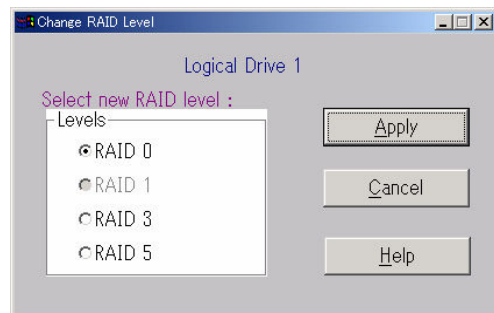 Change RAID Level
Logical Drive 1
Select new RAID level :
Levels
RAID 0
RAID 1
RAID 3
RAID 5
Apply
Cancel
Help